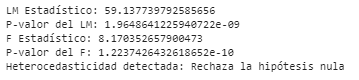 LM Estadístico: 59.137739792585656
P-valor del LM: 1.9648641225940722e-09
F Estadístico: 8.170352657900473
P-valor del F: 1.2237426432618652e-10
Heterocedasticidad detectada: Rechaza la hipótesis nula